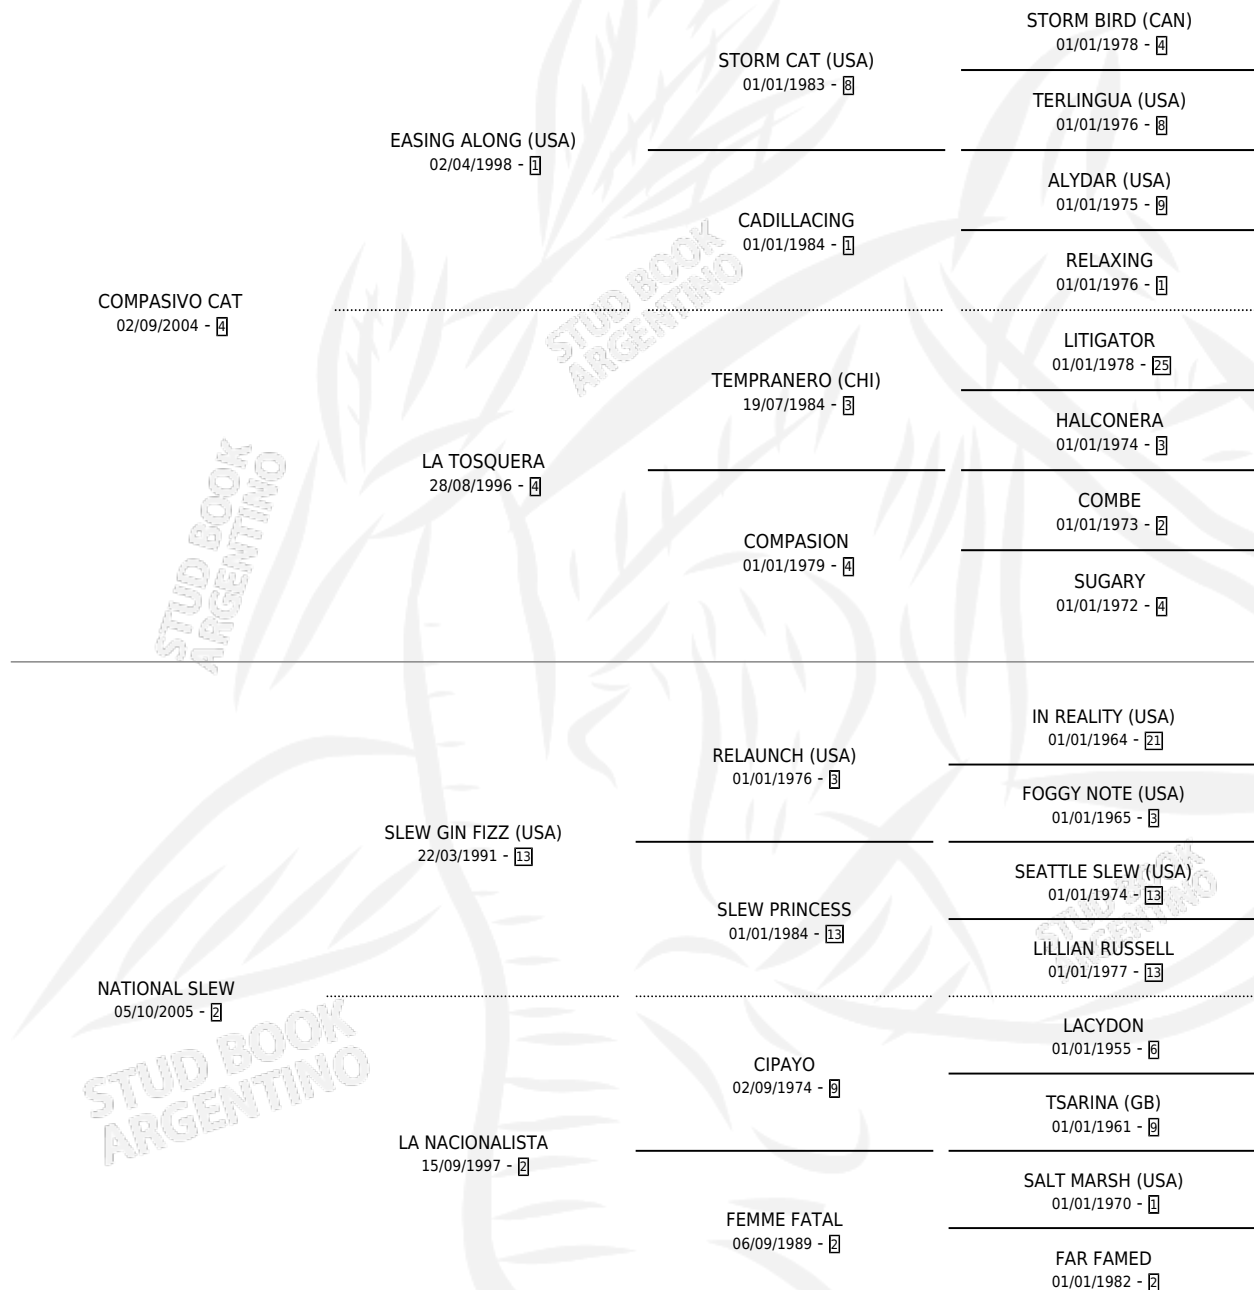 STORM BIRD (CAN)
01/01/1978 - 4
STORM CAT (USA)
01/01/1983 - 8
TERLINGUA (USA)
01/01/1976 - 8
EASING ALONG (USA)
02/04/1998 - 1
ALYDAR (USA)
01/01/1975 - 9
CADILLACING
01/01/1984 - 1
RELAXING
01/01/1976 - 1
COMPASIVO CAT
02/09/2004 - 4
LITIGATOR
01/01/1978 - 25
TEMPRANERO (CHI)
19/07/1984 - 3
HALCONERA
01/01/1974 - 3
LA TOSQUERA
28/08/1996 - 4
COMBE
01/01/1973 - 2
COMPASION
01/01/1979 - 4
SUGARY
01/01/1972 - 4
STUD BOOK
ARGENTINO
STUD BOOK
ARGENTINO
IN REALITY (USA)
01/01/1964 - 21
RELAUNCH (USA)
01/01/1976 - 3
FOGGY NOTE (USA)
01/01/1965 - 3
SLEW GIN FIZZ (USA)
22/03/1991 - 13
SEATTLE SLEW (USA)
01/01/1974 - 13
SLEW PRINCESS
01/01/1984 - 13
LILLIAN RUSSELL
01/01/1977 - 13
NATIONAL SLEW
05/10/2005 - 2
LACYDON
01/01/1955 - 6
CIPAYO
02/09/1974 - 9
TSARINA (GB)
01/01/1961 - 9
LA NACIONALISTA
15/09/1997 - 2
SALT MARSH (USA)
01/01/1970 - 1
FEMME FATAL
06/09/1989 - 2
FAR FAMED
01/01/1982 - 2
STUD BOOK
ARGENTINO
STUD BOOK
ARGENTINO